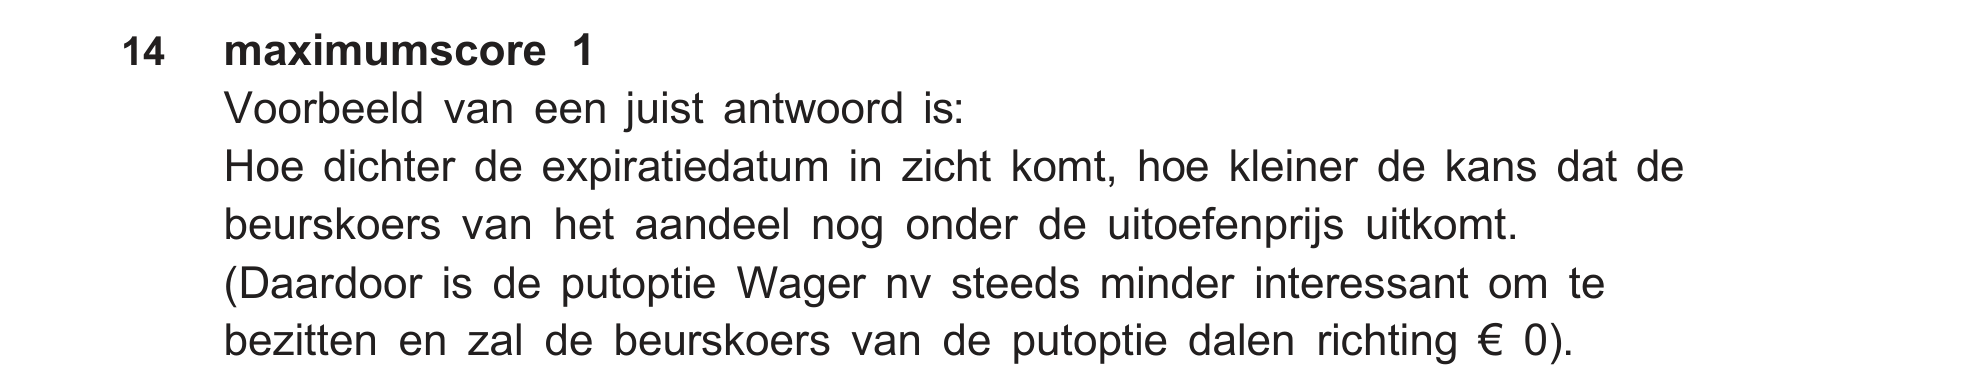 14 maximumscore 1
Voorbeeld van een juist antwoord is:
Hoe dichter de expiratiedatum in zicht komt, hoe kleiner de kans dat de
beurskoers van het aandeel nog onder de uitoefenprijs uitkomt.
(Daardoor is de putoptie Wager nv steeds minder interessant om te
bezitten en zal de beurskoers van de putoptie dalen richting € 0).